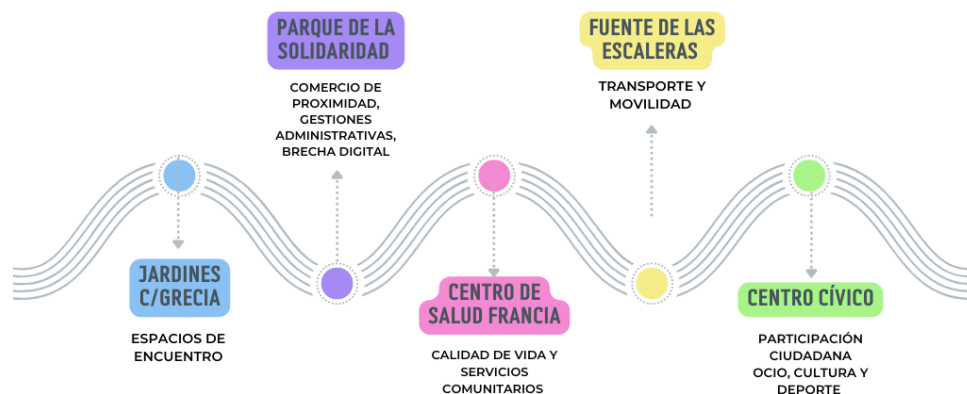 PARQUE DE LA
SOLIDARIDAD
COMERCIO DE
PROXIMIDAD,
GESTIONES
ADMINISTRATIVAS,
BRECHA DIGITAL
FUENTE DE LAS
ESCALERAS
TRANSPORTE Y
MOVILIDAD
JARDINES
C/GRECIA
ESPACIOS DE
ENCUENTRO
CENTRO DE
SALUD FRANCIA
CALIDAD DE VIDA Y
SERVICIOS
COMUNITARIOS
CENTRO CÍVICO
PARTICIPACIÓN
CIUDADANA
OCIO, CULTURA Y
DEPORTE